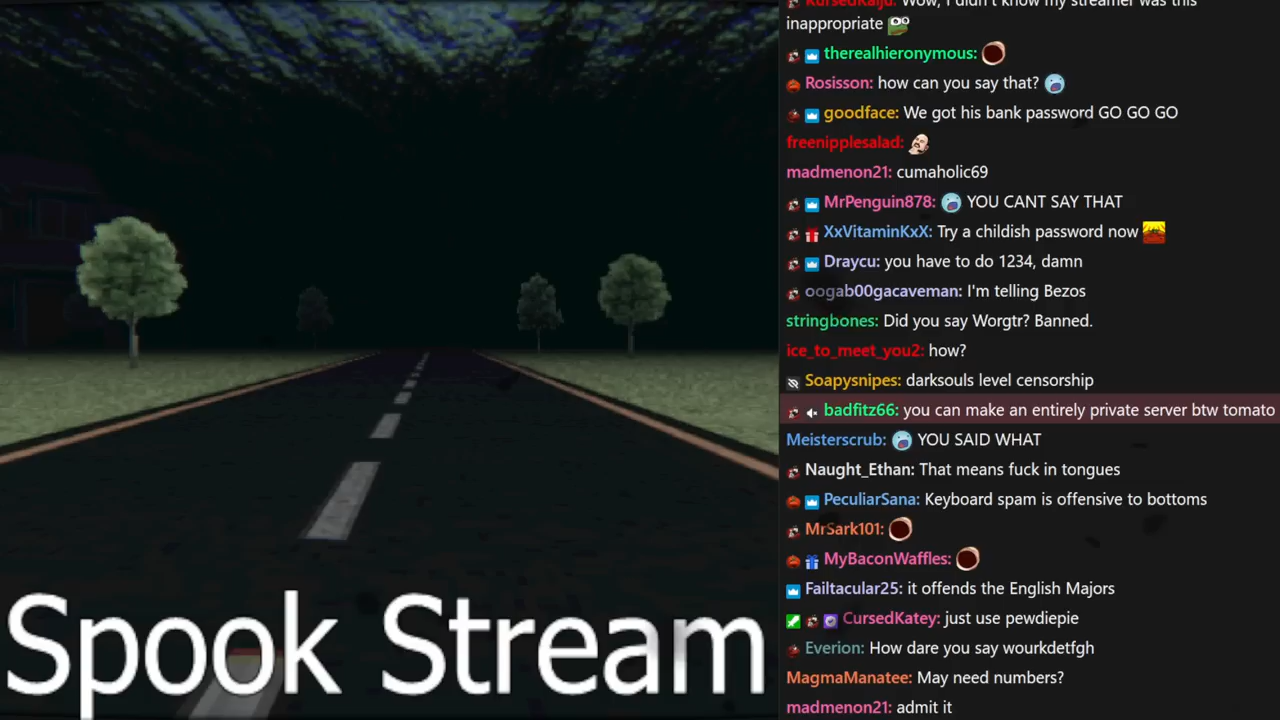 KursedKaiju: Wow, I didn't know my streamer was this
inappropriate
therealhieronymous:
Rosisson: how can you say that?
goodface: We got his bank password GO GO GO
freenipplesalad:
madmenon21: cumaholic69
MrPenguin878: YOU CANT SAY THAT
XxVitaminKxX: Try a childish password now
Draycu: you have to do 1234, damn
oogab00gacaveman: I'm telling Bezos
stringbones: Did you say Worgtr? Banned.
ice_to_meet_you2: how?
Soapysnipes: darksouls level censorship
badfitz66: you can make an entirely private server btw tomato
Meisterscrub: YOU SAID WHAT
Naught_Ethan: That means fuck in tongues
PeculiarSana: Keyboard spam is offensive to bottoms
MrSark101:
MyBaconWaffles:
Failtacular25: it offends the English Majors
CursedKatey: just use pewdiepie
Everion: How dare you say wourkdetfgh
MagmaManatee: May need numbers?
madmenon21: admit it
Spook Stream